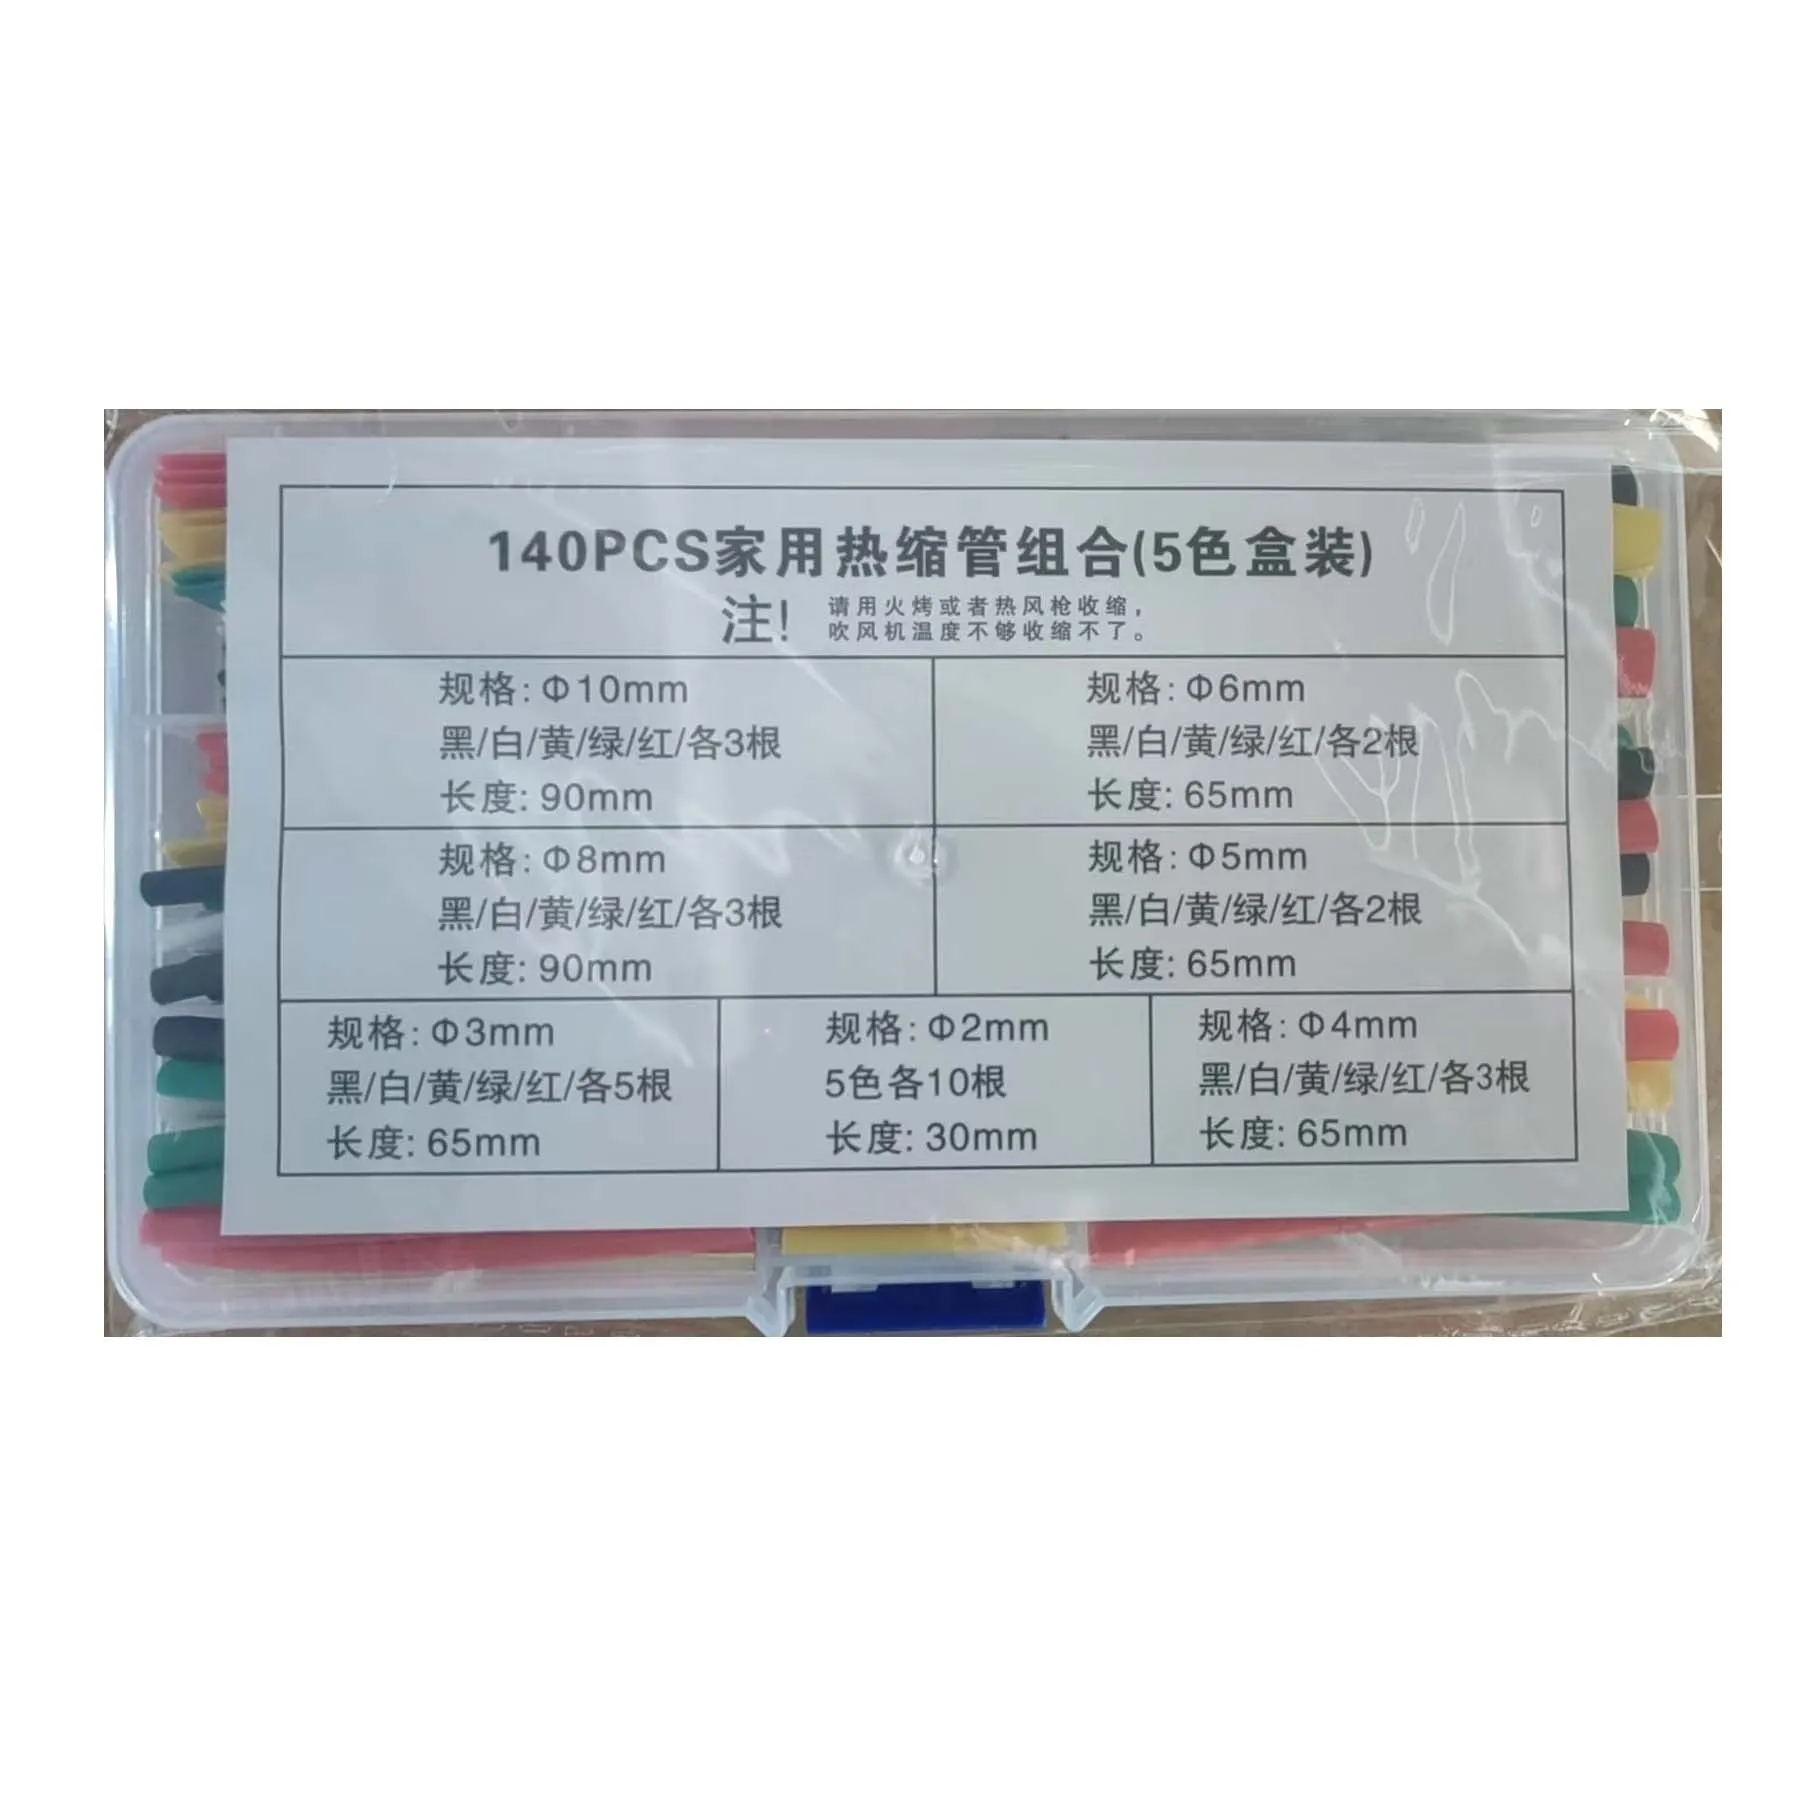 140PCS家用热缩管组合(5色盒装)
注! 请用火烤或者热风枪收缩，
吹风机温度不够收缩不了。
规格: Φ10mm
黑/白/黄/绿/红/各3根
长度: 90mm
规格: Φ6mm
黑/白/黄/绿/红/各2根
长度: 65mm
规格: Φ8mm
黑/白/黄/绿/红/各3根
长度: 90mm
规格: Φ5mm
黑/白/黄/绿/红/各2根
长度: 65mm
规格: Φ3mm
黑/白/黄/绿/红/各5根
长度: 65mm
规格: Φ2mm
5色各10根
长度: 30mm
规格: Φ4mm
黑/白/黄/绿/红/各3根
长度: 65mm